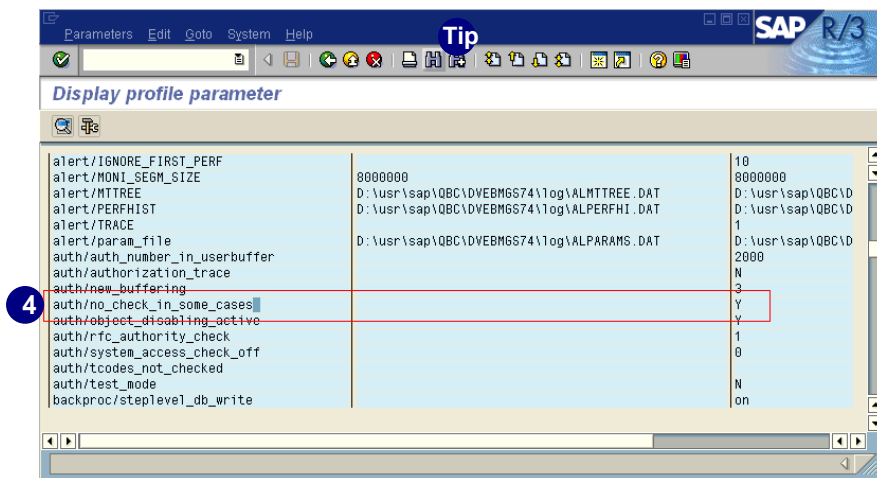 Parameters Edit Goto System Help
Tip
SAP R/3
Display profile parameter
alert/IGNORE_FIRST_PERF 10
alert/MONI_SEGM_SIZE 8000000 8000000
alert/MTTREE D:\usr\sap\QBC\DVEBMGS74\log\ALMTTREE.DAT D:\usr\sap\QBC\D
alert/PERFHIST D:\usr\sap\QBC\DVEBMGS74\log\ALPERFHI.DAT D:\usr\sap\QBC\D
alert/TRACE 1
alert/param_file D:\usr\sap\QBC\DVEBMGS74\log\ALPARAMS.DAT D:\usr\sap\QBC\D
auth/auth_number_in_userbuffer 2000
auth/authorization_trace N
auth/new_buffering 3
4 auth/no_check_in_some_cases Y
auth/object_disabling_active Y
auth/rfc_authority_check 1
auth/system_access_check_off 0
auth/tcodes_not_checked
auth/test_mode N
backproc/steplevel_db_write on